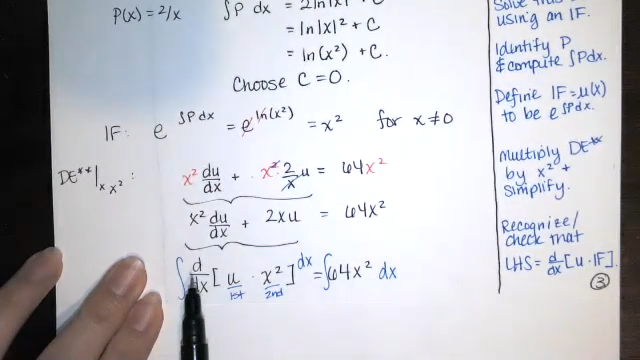 P(x) = 2/x
∫P dx = 2 ln|x| + C
= ln|x|² + C
= ln(x²) + C.
Choose C = 0.
IF: e^∫Pdx = e^ln(x²) = x² for x ≠ 0
DE**|× x² :
x² du/dx + x² · 2/x u = 64x²
x² du/dx + 2xu = 64x²
∫ d/dx [u · x²] dx = ∫64x² dx
1st 2nd
using an IF.
Identify P
& compute ∫Pdx.
Define IF = μ(x)
to be e^∫Pdx.
Multiply DE**
by x² +
simplify.
Recognize/
check that
LHS = d/dx [u · IF]
3